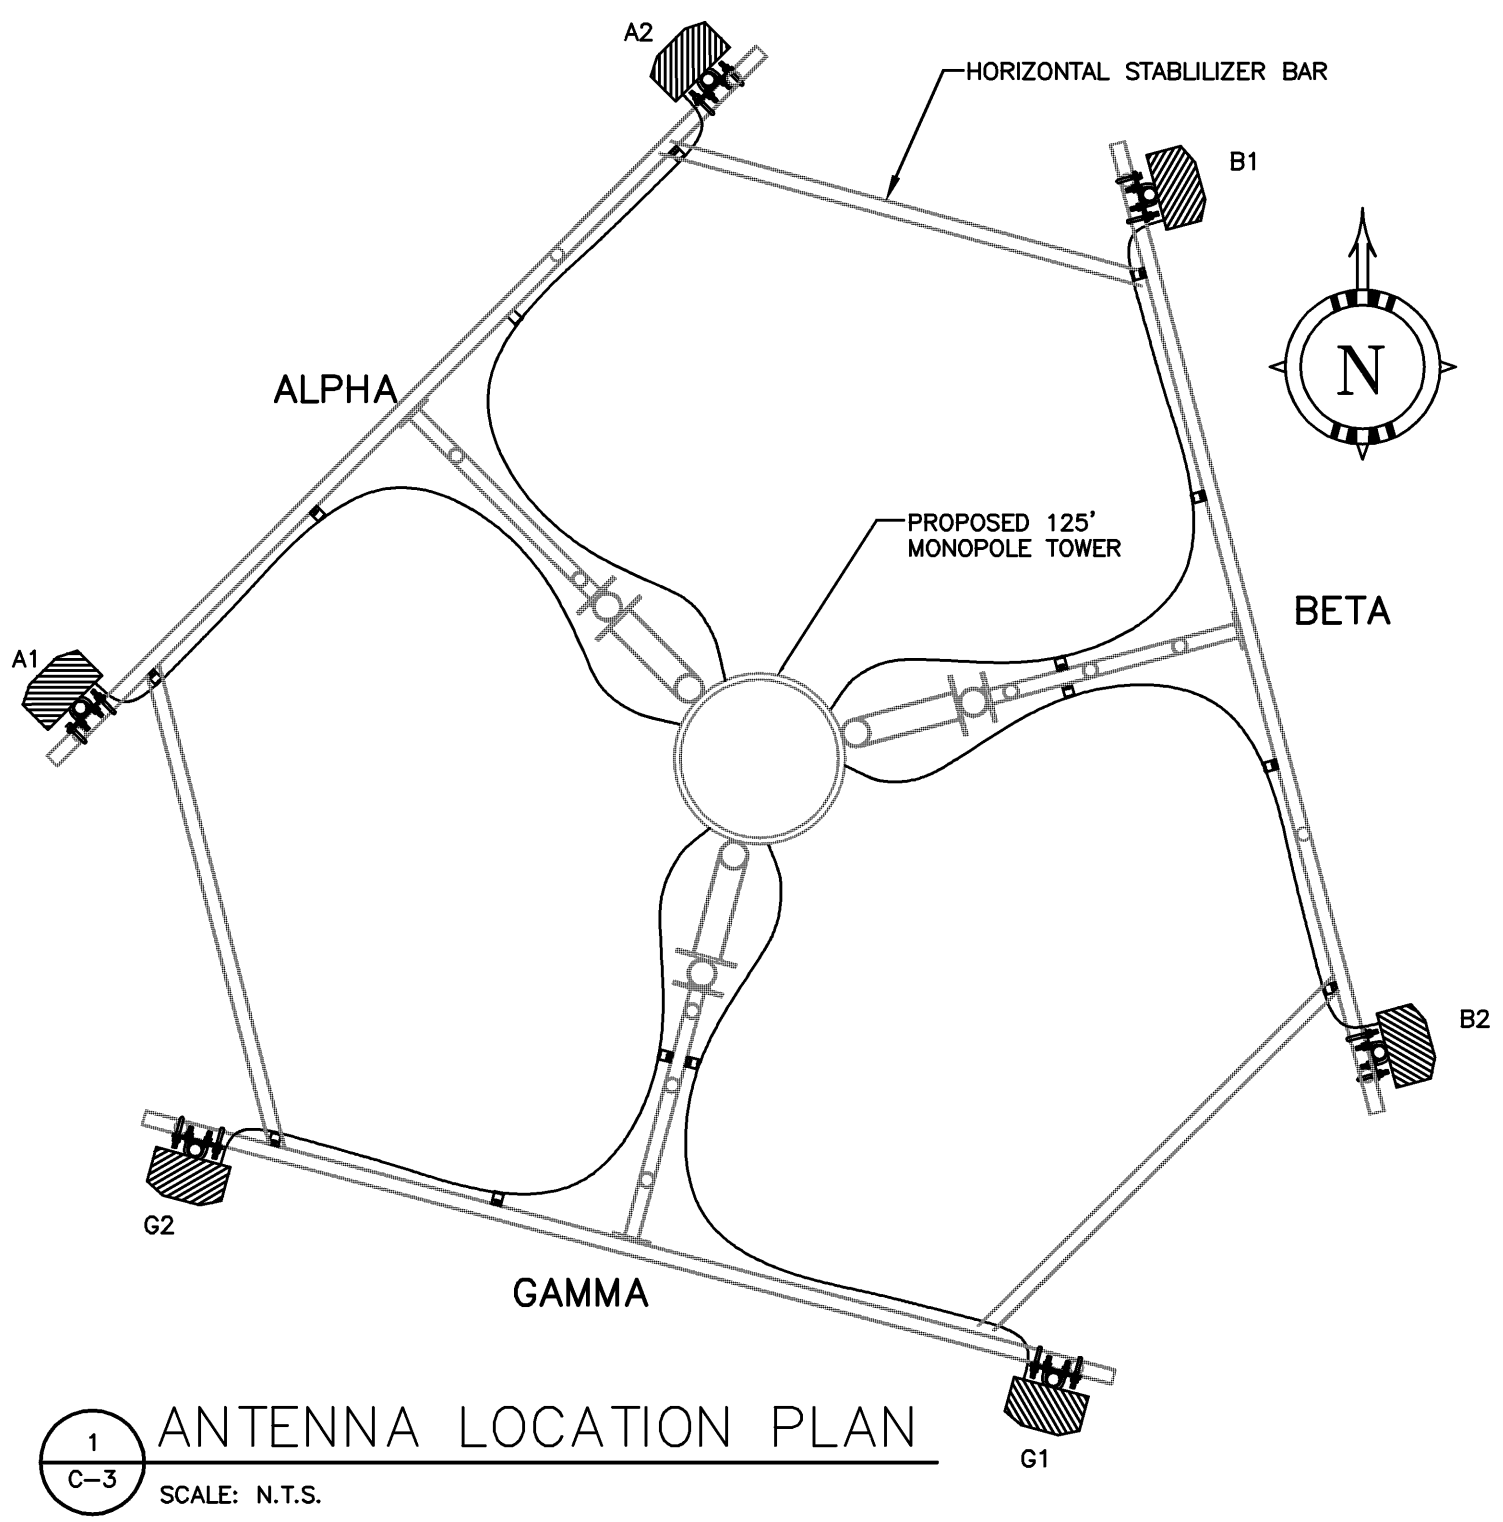 A2
HORIZONTAL STABLILIZER BAR
B1
N
ALPHA
PROPOSED 125'
MONOPOLE TOWER
BETA
A1
B2
G2
GAMMA
G1
1
C-3
ANTENNA LOCATION PLAN
SCALE: N.T.S.